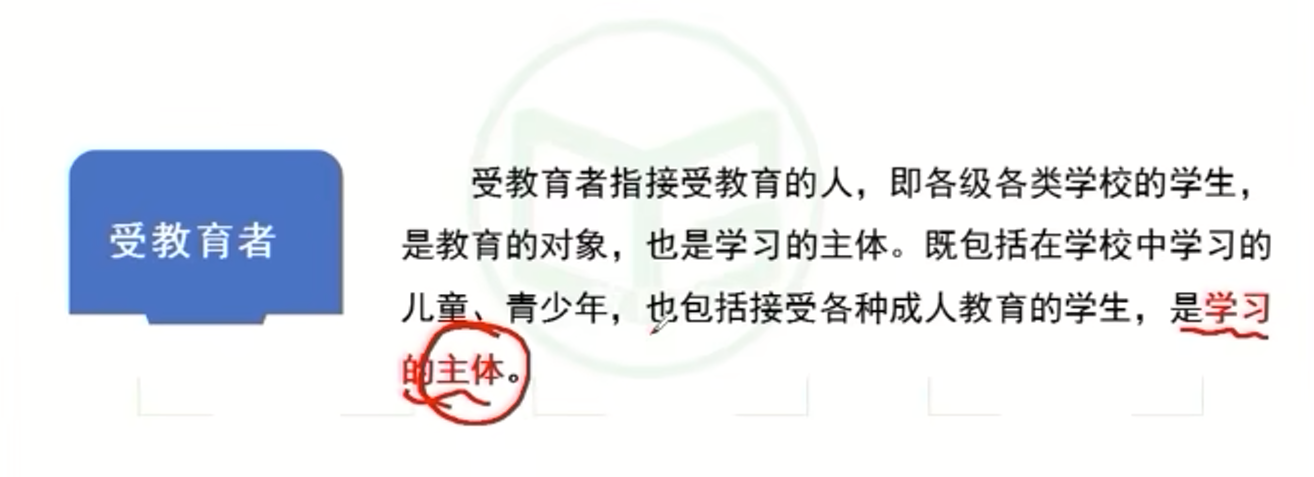 受教育者
受教育者指接受教育的人，即各级各类学校的学生，
是教育的对象，也是学习的主体。既包括在学校中学习的
儿童、青少年，也包括接受各种成人教育的学生，是学习
的主体。